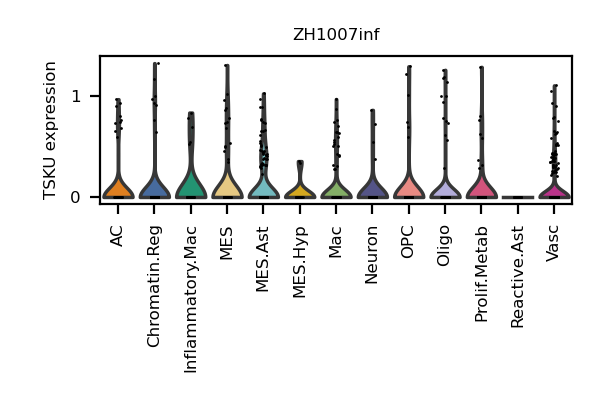 ZH1007inf
TSKU expression
1
0
AC
Chromatin.Reg
Inflammatory.Mac
MES
MES.Ast
MES.Hyp
Mac
Neuron
OPC
Oligo
Prolif.Metab
Reactive.Ast
Vasc